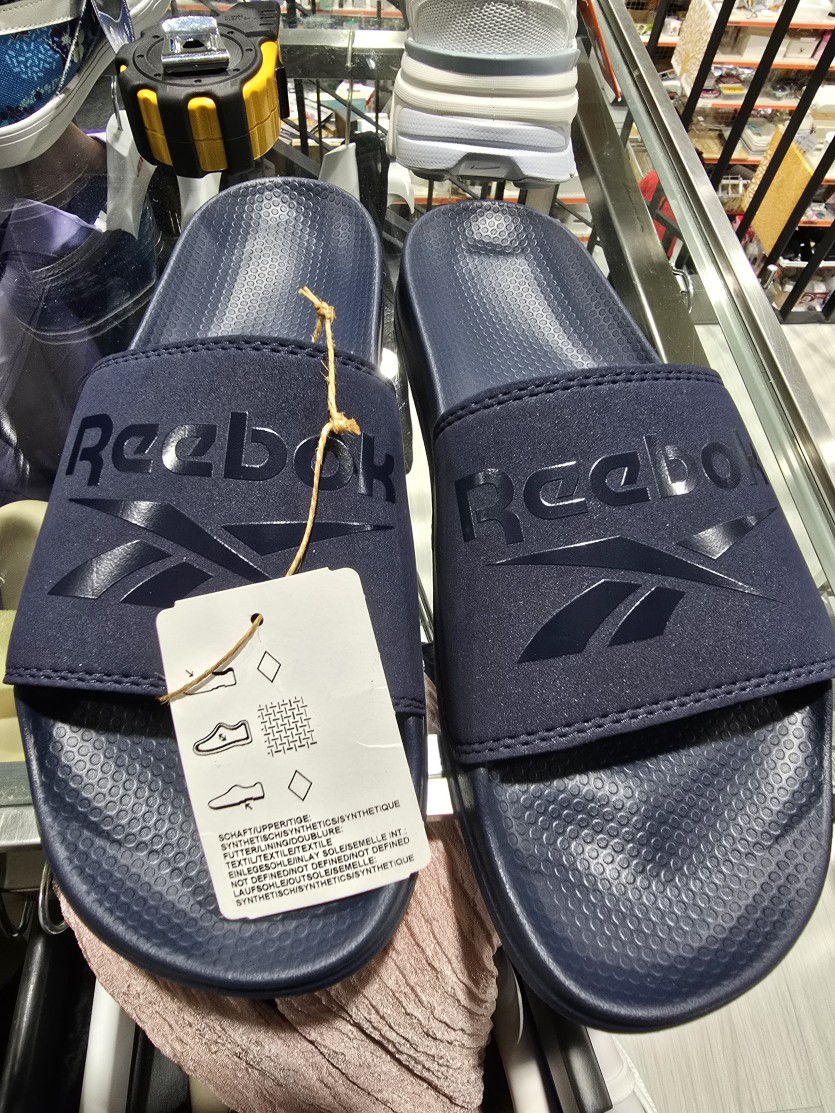 Reebok
Reebok
SCHAFT/UPPER/TIGE:
SYNTHETISCH/SYNTHETICS/SYNTHETIQUE
FUTTER/LINING/DOUBLURE:
TEXTIL/TEXTILE/TEXTILE
EINLEGESOHLE/INLAY SOLE/SEMELLE INT.:
NOT DEFINED/NOT DEFINED/NOT DEFINED
LAUFSOHLE/OUTSOLE/SEMELLE:
SYNTHETISCH/SYNTHETICS/SYNTHETIQUE